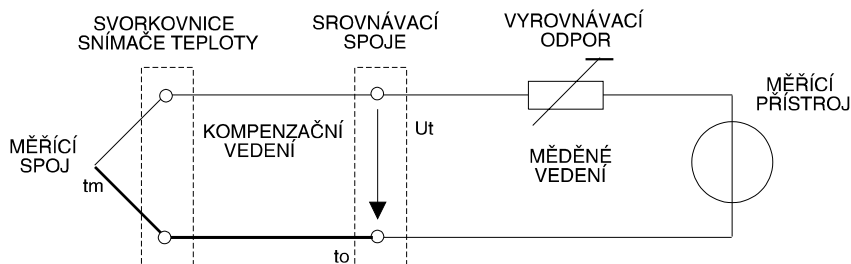 SVORKOVNICE
SNÍMAČE TEPLOTY
SROVNÁVACÍ
SPOJE
VYROVNÁVACÍ
ODPOR
MĚŘÍCÍ
PŘÍSTROJ
KOMPENZAČNÍ
VEDENÍ
Ut
MĚŘÍCÍ
SPOJ
tm
MĚDĚNÉ
VEDENÍ
to